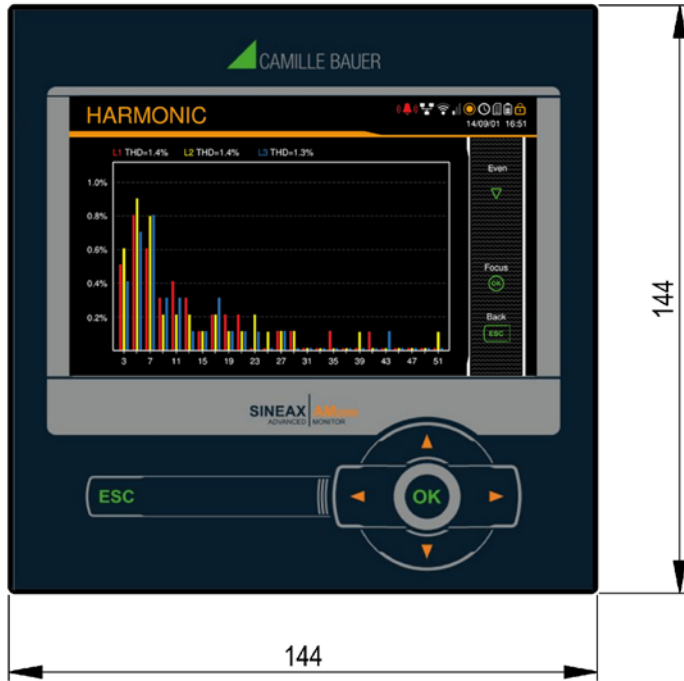 CAMILLE BAUER
HARMONIC
14/09/01 16:51
L1 THD=1.4% L2 THD=1.4% L3 THD=1.3%
Even
1.0%
0.8%
0.6%
0.4%
0.2%
3 7 11 15 19 23 27 31 35 39 43 47 51
Focus
OK
Back
ESC
SINEAX
ADVANCED MONITOR
ESC
OK
144
144